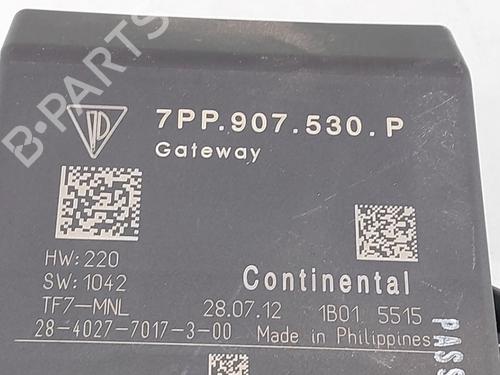 B-PARTS
7PP.907.530.P
Gateway
HW:220
SW:1042
Continental
TF7-MNL
28.07.12
1B01 5515
28-4027-7017-3-00
Made in Philippines
PASS